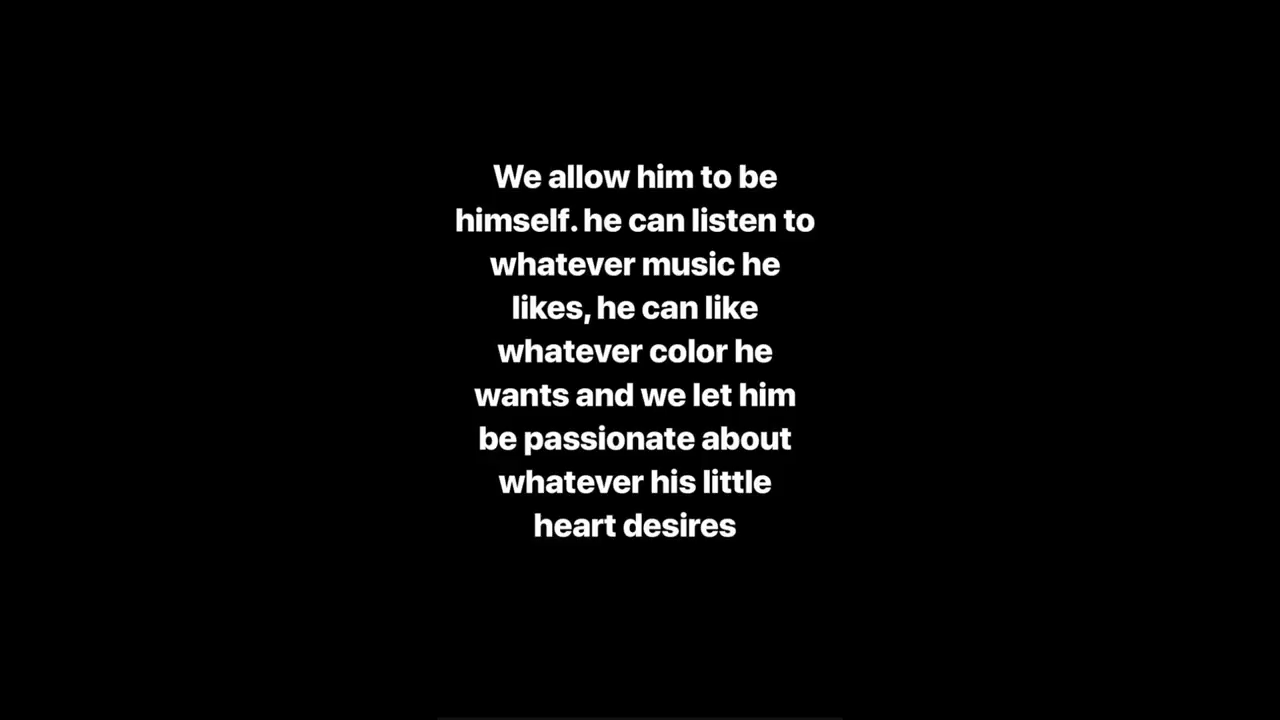 We allow him to be
himself. he can listen to
whatever music he
likes, he can like
whatever color he
wants and we let him
be passionate about
whatever his little
heart desires